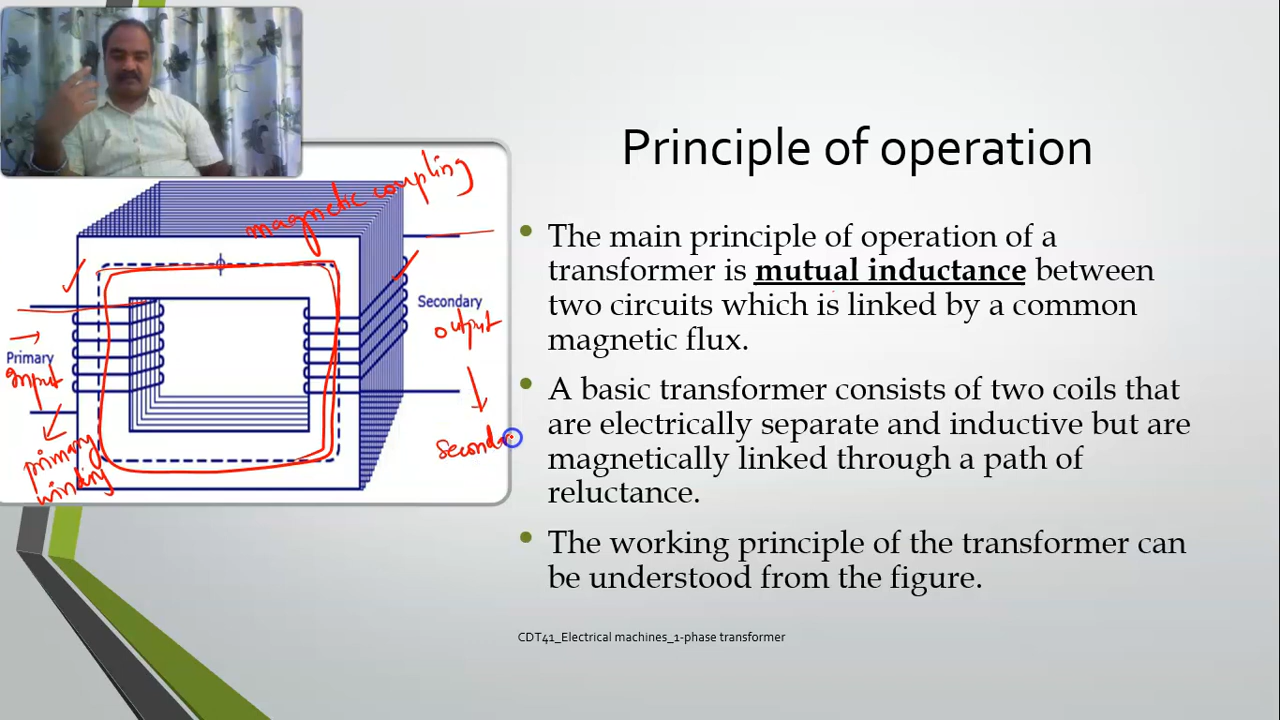 Principle of operation
magnetic coupling
ϕ
Primary
Input
primary
winding
Secondary
output
Seconda
• The main principle of operation of a
transformer is mutual inductance between
two circuits which is linked by a common
magnetic flux.
• A basic transformer consists of two coils that
are electrically separate and inductive but are
magnetically linked through a path of
reluctance.
• The working principle of the transformer can
be understood from the figure.
CDT41_Electrical machines_1-phase transformer